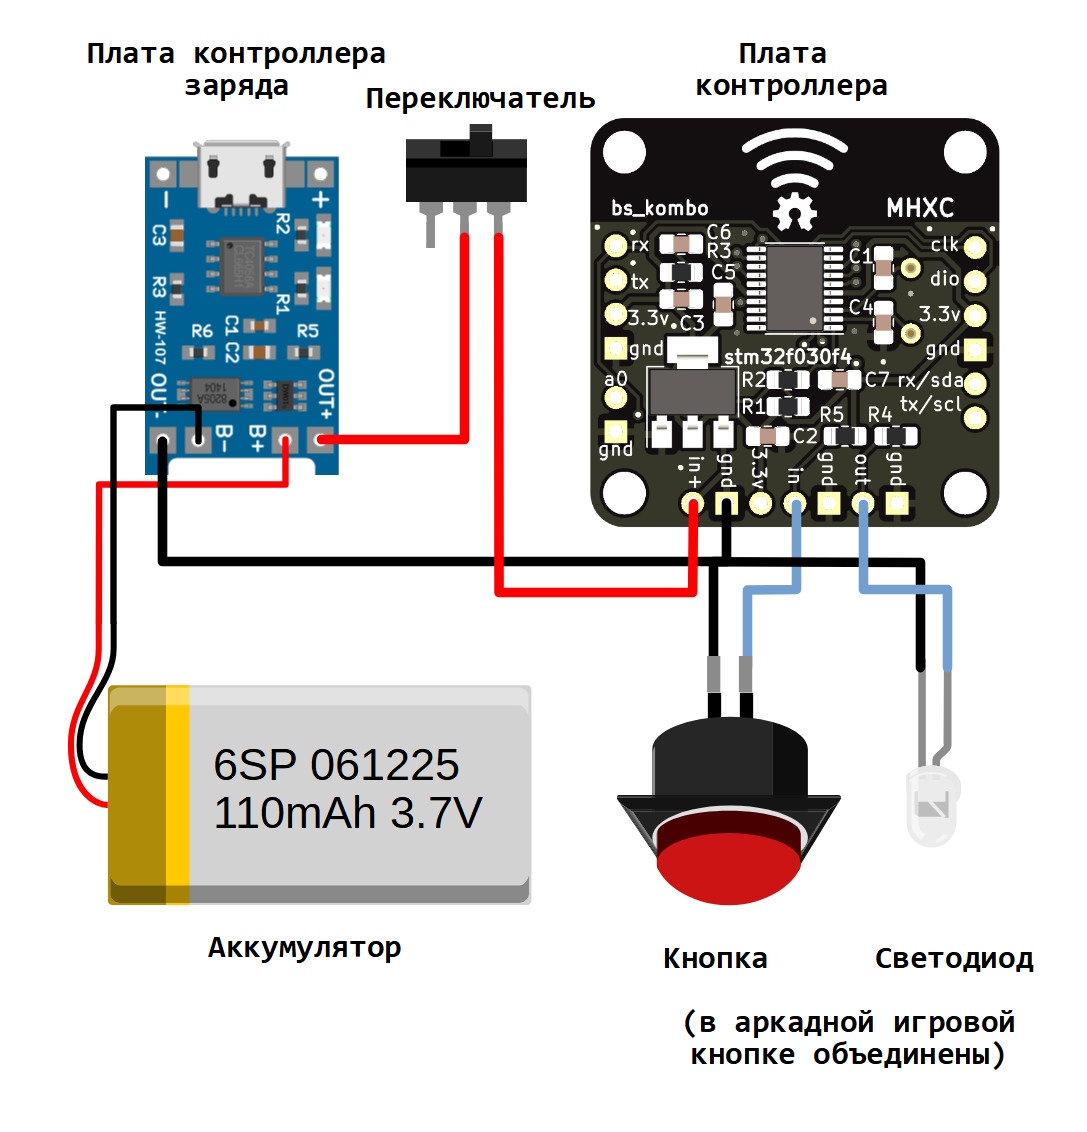 Плата контроллера
заряда
Переключатель
Плата
контроллера
−
+
C3
R2
R3
R1
HW-107
R6
C1
C2
R5
8205A
1404
OUT-
B-
B+
OUT+
bs_kombo
MHXC
rx
C6
R3
tx
C5
3.3v
C3
gnd
a0
gnd
stm32f030f4
C1
C4
clk
dio
3.3v
gnd
R2
C7
rx/sda
R1
tx/scl
C2
R5
R4
in+
gnd
3.3v
in
gnd
out
gnd
6SP 061225
110mAh 3.7V
Аккумулятор
Кнопка
Светодиод
(в аркадной игровой
кнопке объединены)